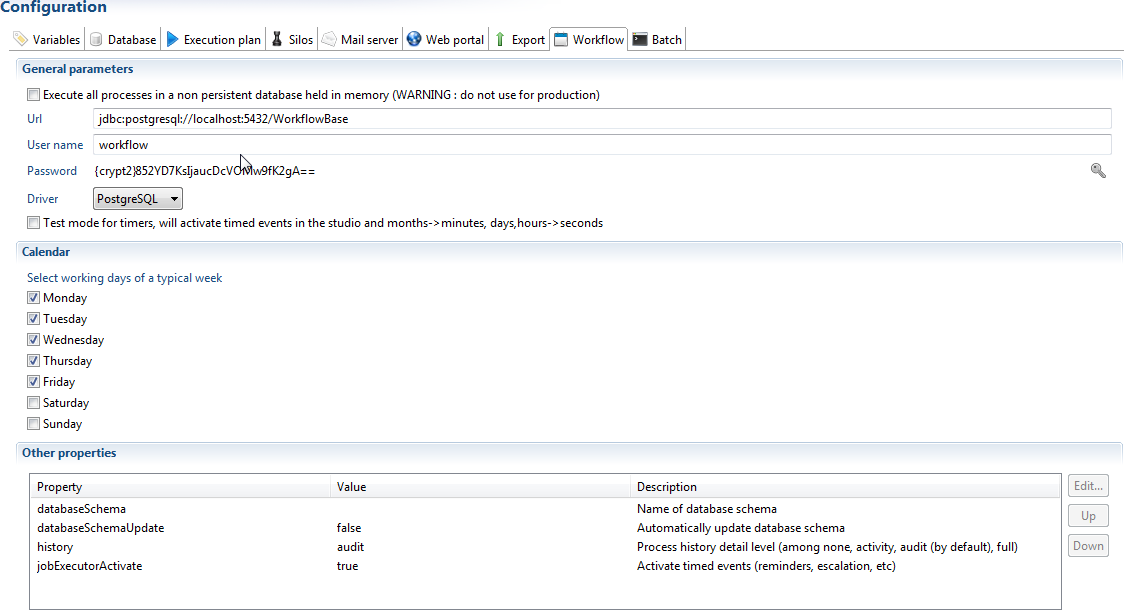 Configuration
Variables Database Execution plan Silos Mail server Web portal Export Workflow Batch
General parameters
Execute all processes in a non persistent database held in memory (WARNING : do not use for production)
Url jdbc:postgresql://localhost:5432/WorkflowBase
User name workflow
Password {crypt2}852YD7KsIjaucDcVOMw9fK2gA==
Driver PostgreSQL
Test mode for timers, will activate timed events in the studio and months->minutes, days,hours->seconds
Calendar
Select working days of a typical week
Monday
Tuesday
Wednesday
Thursday
Friday
Saturday
Sunday
Other properties
Property Value Description Edit...
databaseSchema Name of database schema Up
databaseSchemaUpdate false Automatically update database schema
history audit Process history detail level (among none, activity, audit (by default), full) Down
jobExecutorActivate true Activate timed events (reminders, escalation, etc)